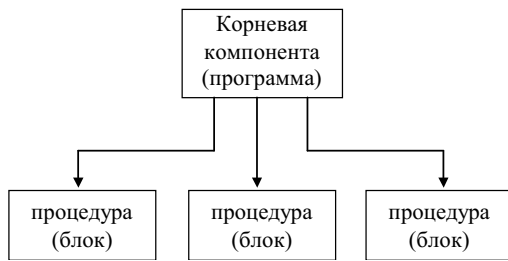 Корневая
компонента
(программа)
процедура
(блок)
процедура
(блок)
процедура
(блок)